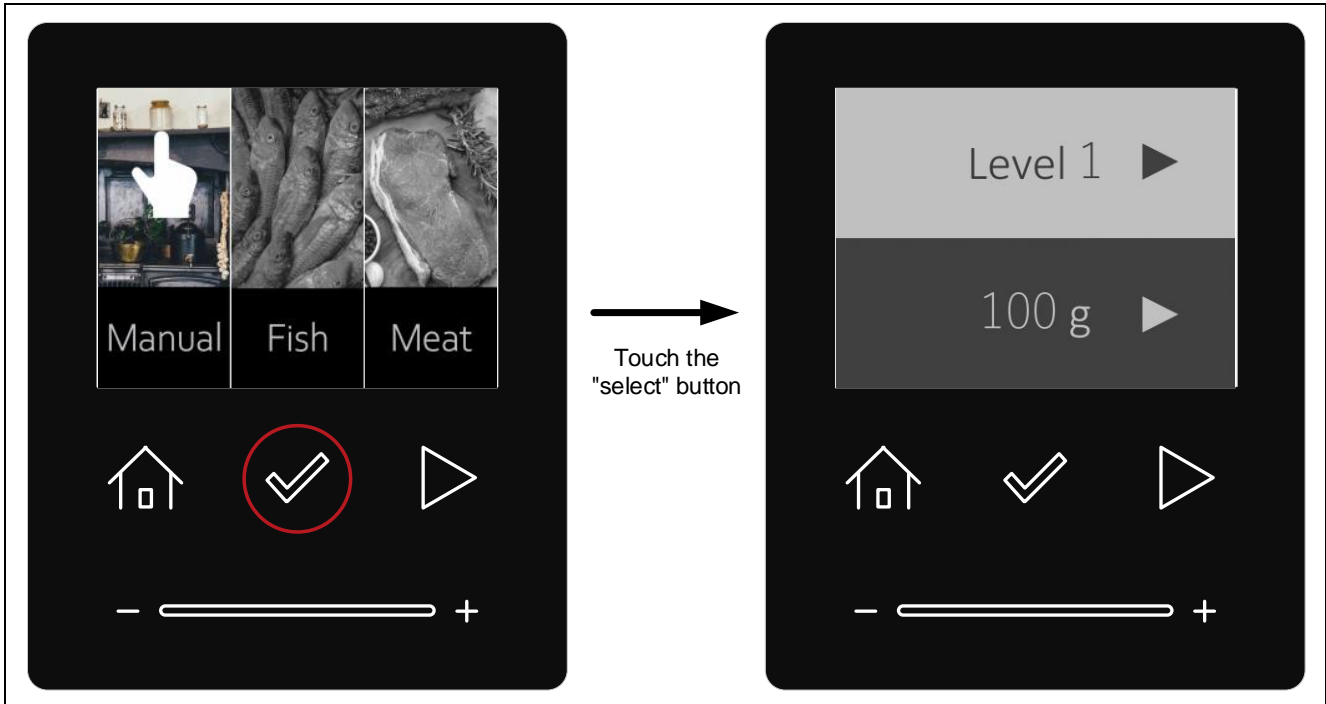 Manual Fish Meat
Touch the
"select" button
Level 1
100 g
- +
- +